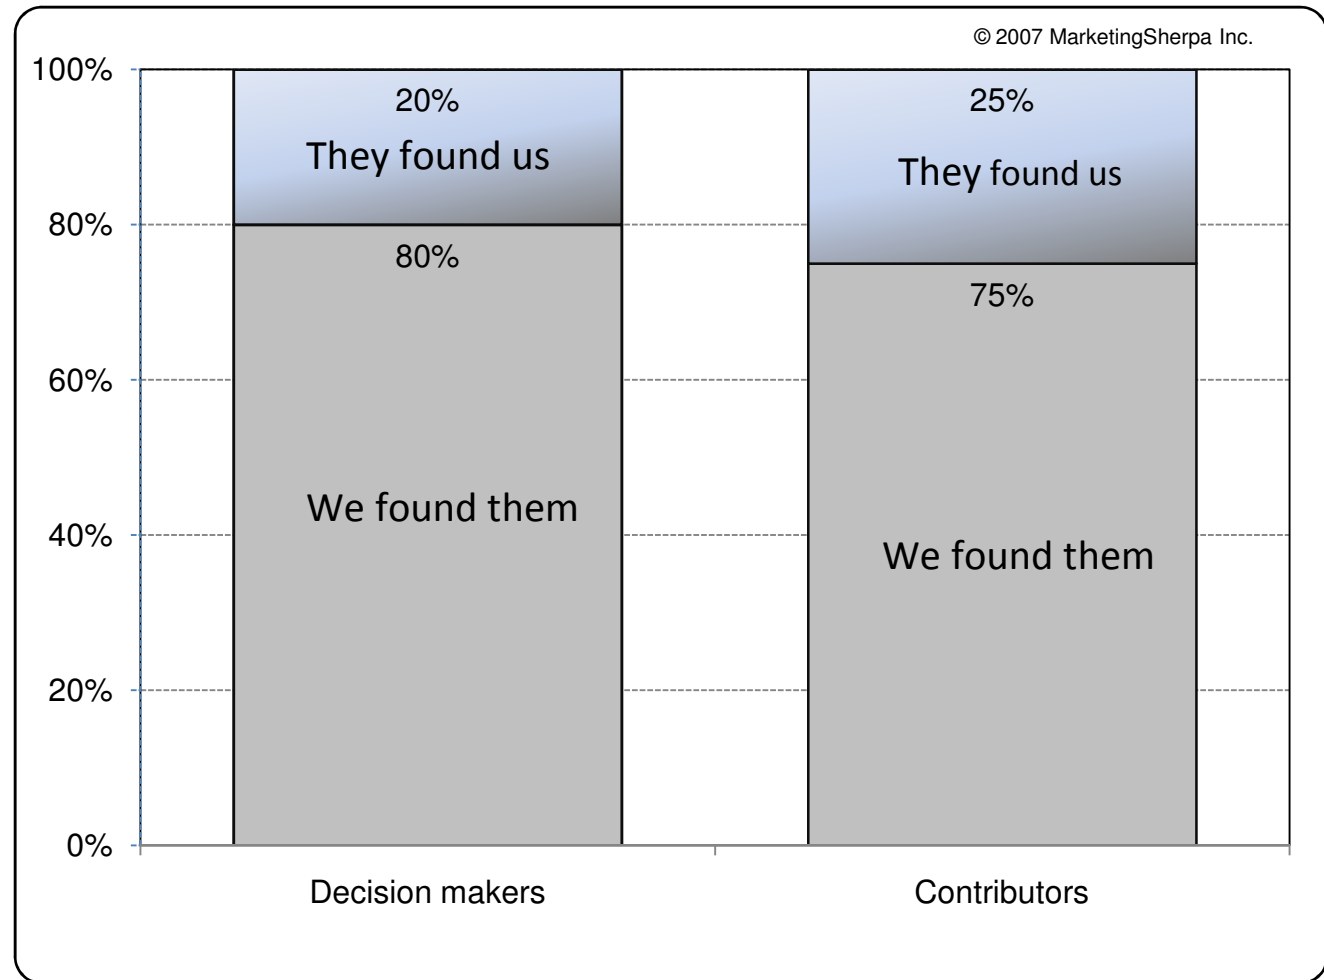 © 2007 MarketingSherpa Inc.
100%
80%
60%
40%
20%
0%
20%
They found us
80%
We found them
25%
They found us
75%
We found them
Decision makers
Contributors